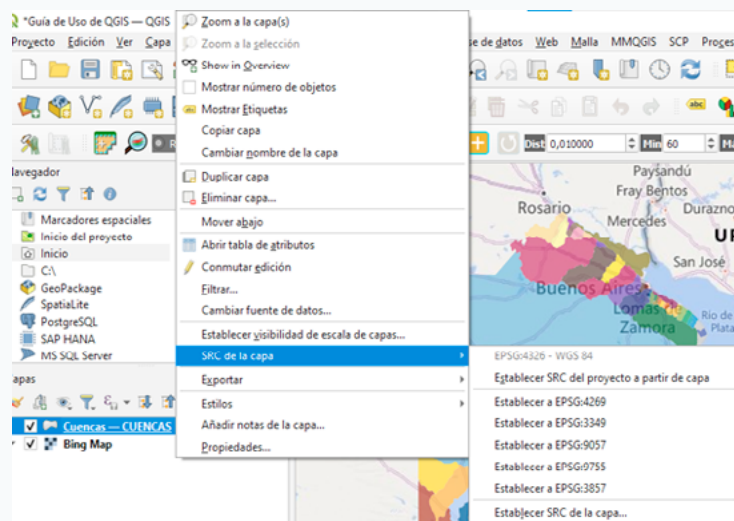 *Guía de Uso de QGIS — QGIS
Proyecto Edición Ver Capa
se de datos Web Malla MMQGIS SCP Proces
Zoom a la capa(s)
Zoom a la selección
Show in Overview
Mostrar número de objetos
Mostrar Etiquetas
Copiar capa
Cambiar nombre de la capa
Duplicar capa
Eliminar capa...
Mover abajo
Abrir tabla de atributos
Conmutar edición
Filtrar...
Cambiar fuente de datos...
Establecer visibilidad de escala de capas...
SRC de la capa
Exportar
Estilos
Añadir notas de la capa...
Propiedades...
EPSG:4326 - WGS 84
Establecer SRC del proyecto a partir de capa
Establecer a EPSG:4269
Establecer a EPSG:3349
Establecer a EPSG:9057
Establecer a EPSG:9755
Establecer a EPSG:3857
Establecer SRC de la capa...
abc
Dist 0,010000 Min 60 Ma
Navegador
Marcadores espaciales
Inicio del proyecto
Inicio
C:\
GeoPackage
SpatiaLite
PostgreSQL
SAP HANA
MS SQL Server
apas
Cuencas — CUENCAS
Bing Map
Paysandú
Fray Bentos
Rosario
Mercedes
Durazno
UR
San José
Buenos Aires
Lomas de
Zamora
Río de
Plata